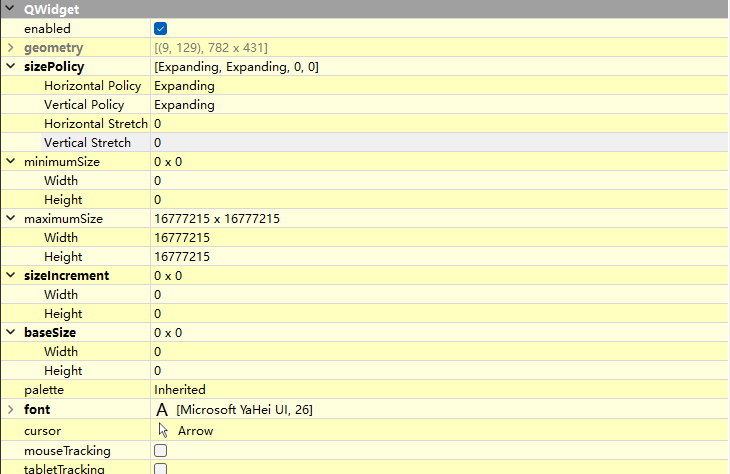 QWidget
enabled
geometry [(9, 129), 782 x 431]
sizePolicy [Expanding, Expanding, 0, 0]
Horizontal Policy Expanding
Vertical Policy Expanding
Horizontal Stretch 0
Vertical Stretch 0
minimumSize 0 x 0
Width 0
Height 0
maximumSize 16777215 x 16777215
Width 16777215
Height 16777215
sizeIncrement 0 x 0
Width 0
Height 0
baseSize 0 x 0
Width 0
Height 0
palette Inherited
font A [Microsoft YaHei UI, 26]
cursor Arrow
mouseTracking
tabletTracking